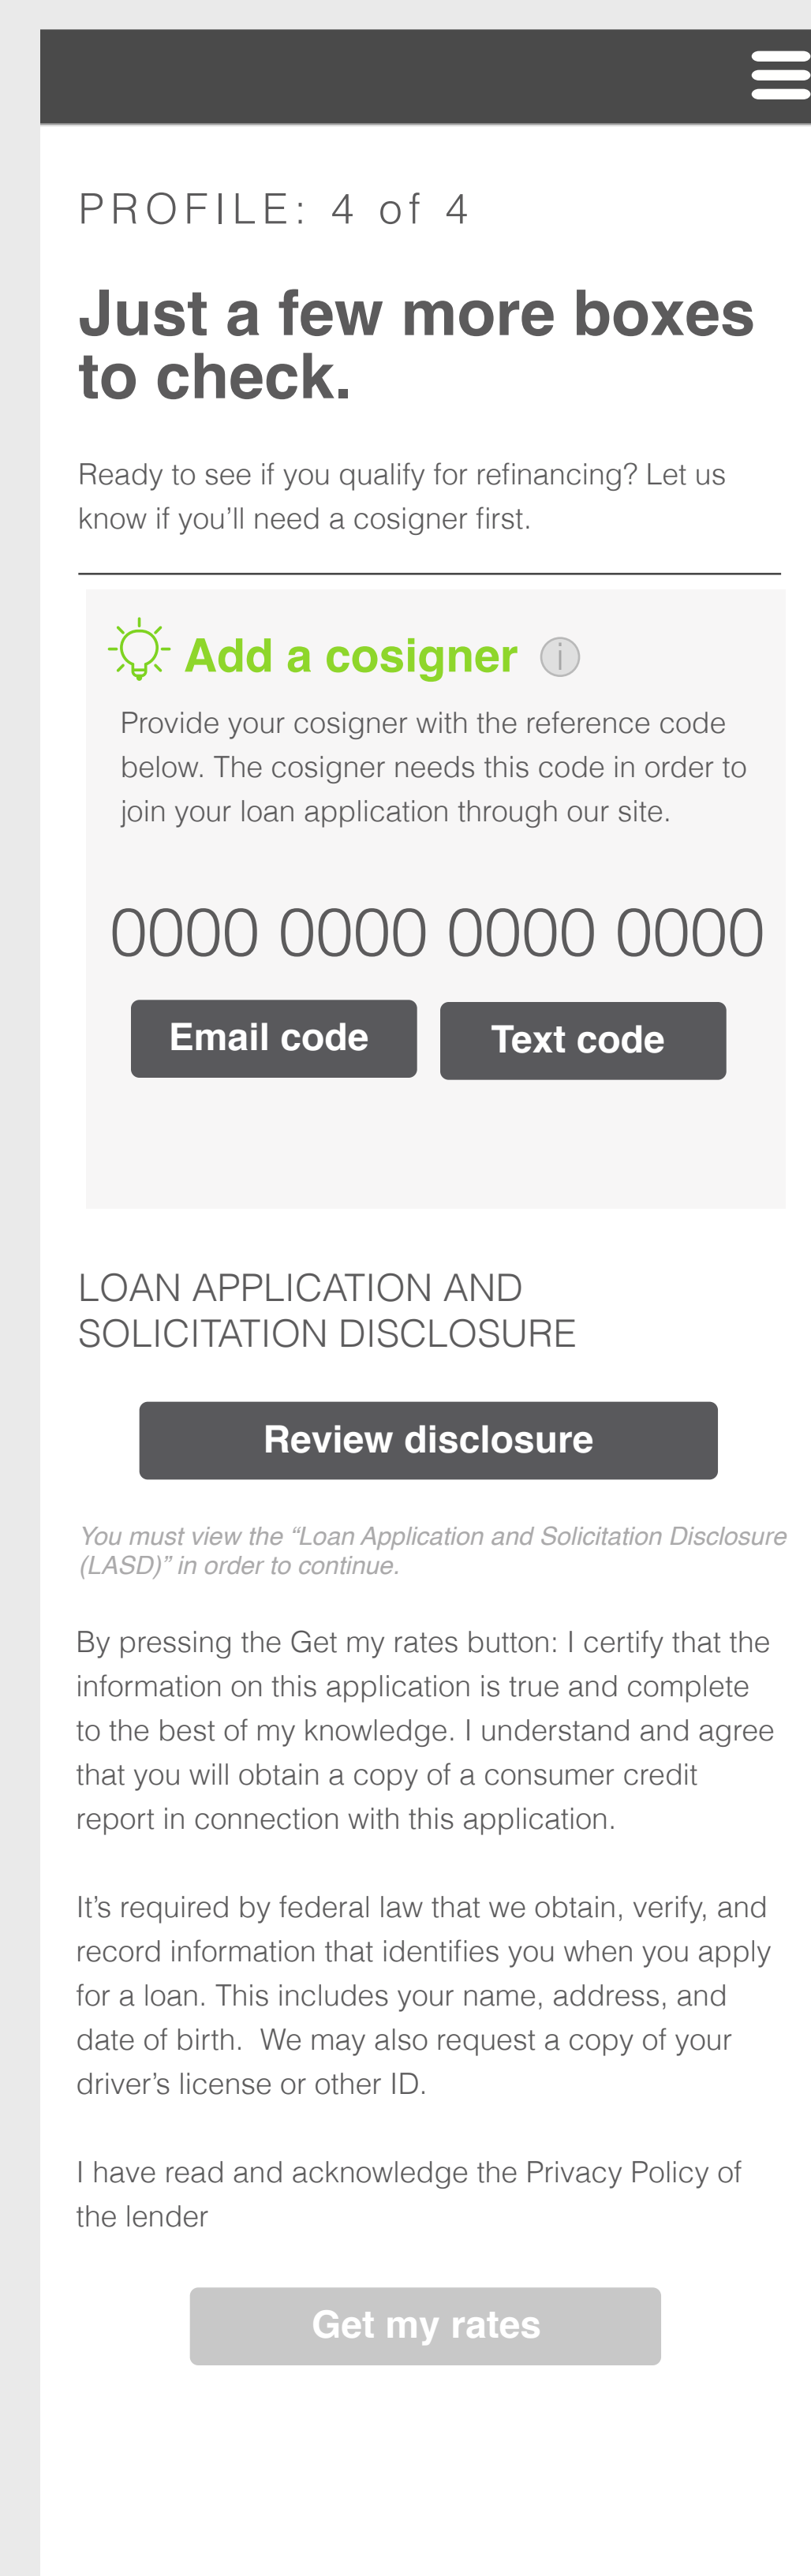 PROFILE: 4 of 4
Just a few more boxes
to check.
Ready to see if you qualify for refinancing? Let us
know if you’ll need a cosigner first.
Add a cosigner i
Provide your cosigner with the reference code
below. The cosigner needs this code in order to
join your loan application through our site.
0000 0000 0000 0000
Email code Text code
LOAN APPLICATION AND
SOLICITATION DISCLOSURE
Review disclosure
You must view the “Loan Application and Solicitation Disclosure
(LASD)” in order to continue.
By pressing the Get my rates button: I certify that the
information on this application is true and complete
to the best of my knowledge. I understand and agree
that you will obtain a copy of a consumer credit
report in connection with this application.
It’s required by federal law that we obtain, verify, and
record information that identifies you when you apply
for a loan. This includes your name, address, and
date of birth.  We may also request a copy of your
driver’s license or other ID.
I have read and acknowledge the Privacy Policy of
the lender
Get my rates